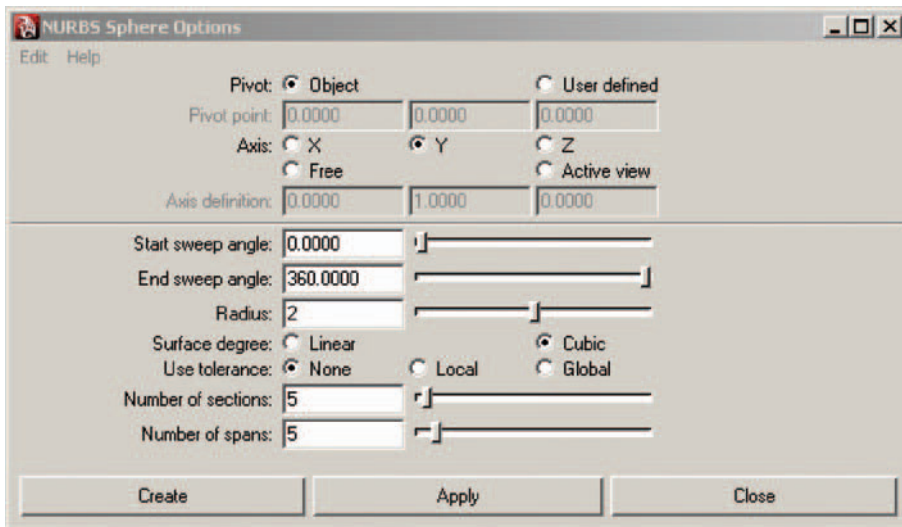 NURBS Sphere Options
Edit Help
Pivot: Object User defined
Pivot point: 0.0000 0.0000 0.0000
Axis: X Y Z
Free Active view
Axis definition: 0.0000 1.0000 0.0000
Start sweep angle: 0.0000
End sweep angle: 360.0000
Radius: 2
Surface degree: Linear Cubic
Use tolerance: None Local Global
Number of sections: 5
Number of spans: 5
Create Apply Close